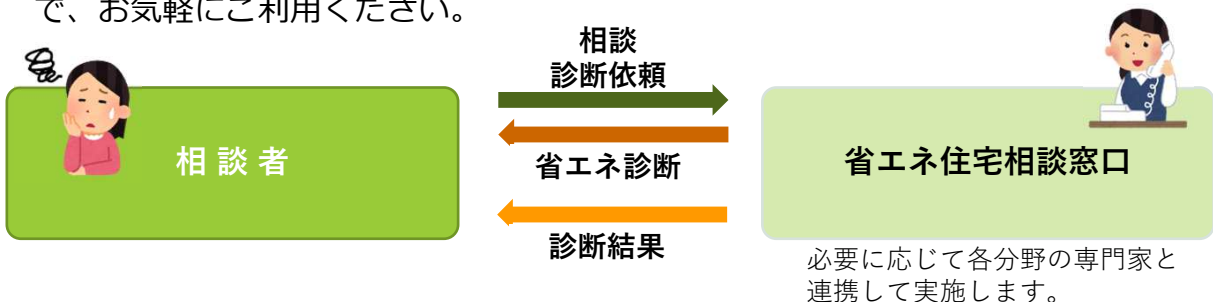 で、お気軽にご利用ください。
相談
診断依頼
相 談 者
省エネ診断
省エネ住宅相談窓口
診断結果
必要に応じて各分野の専門家と
連携して実施します。